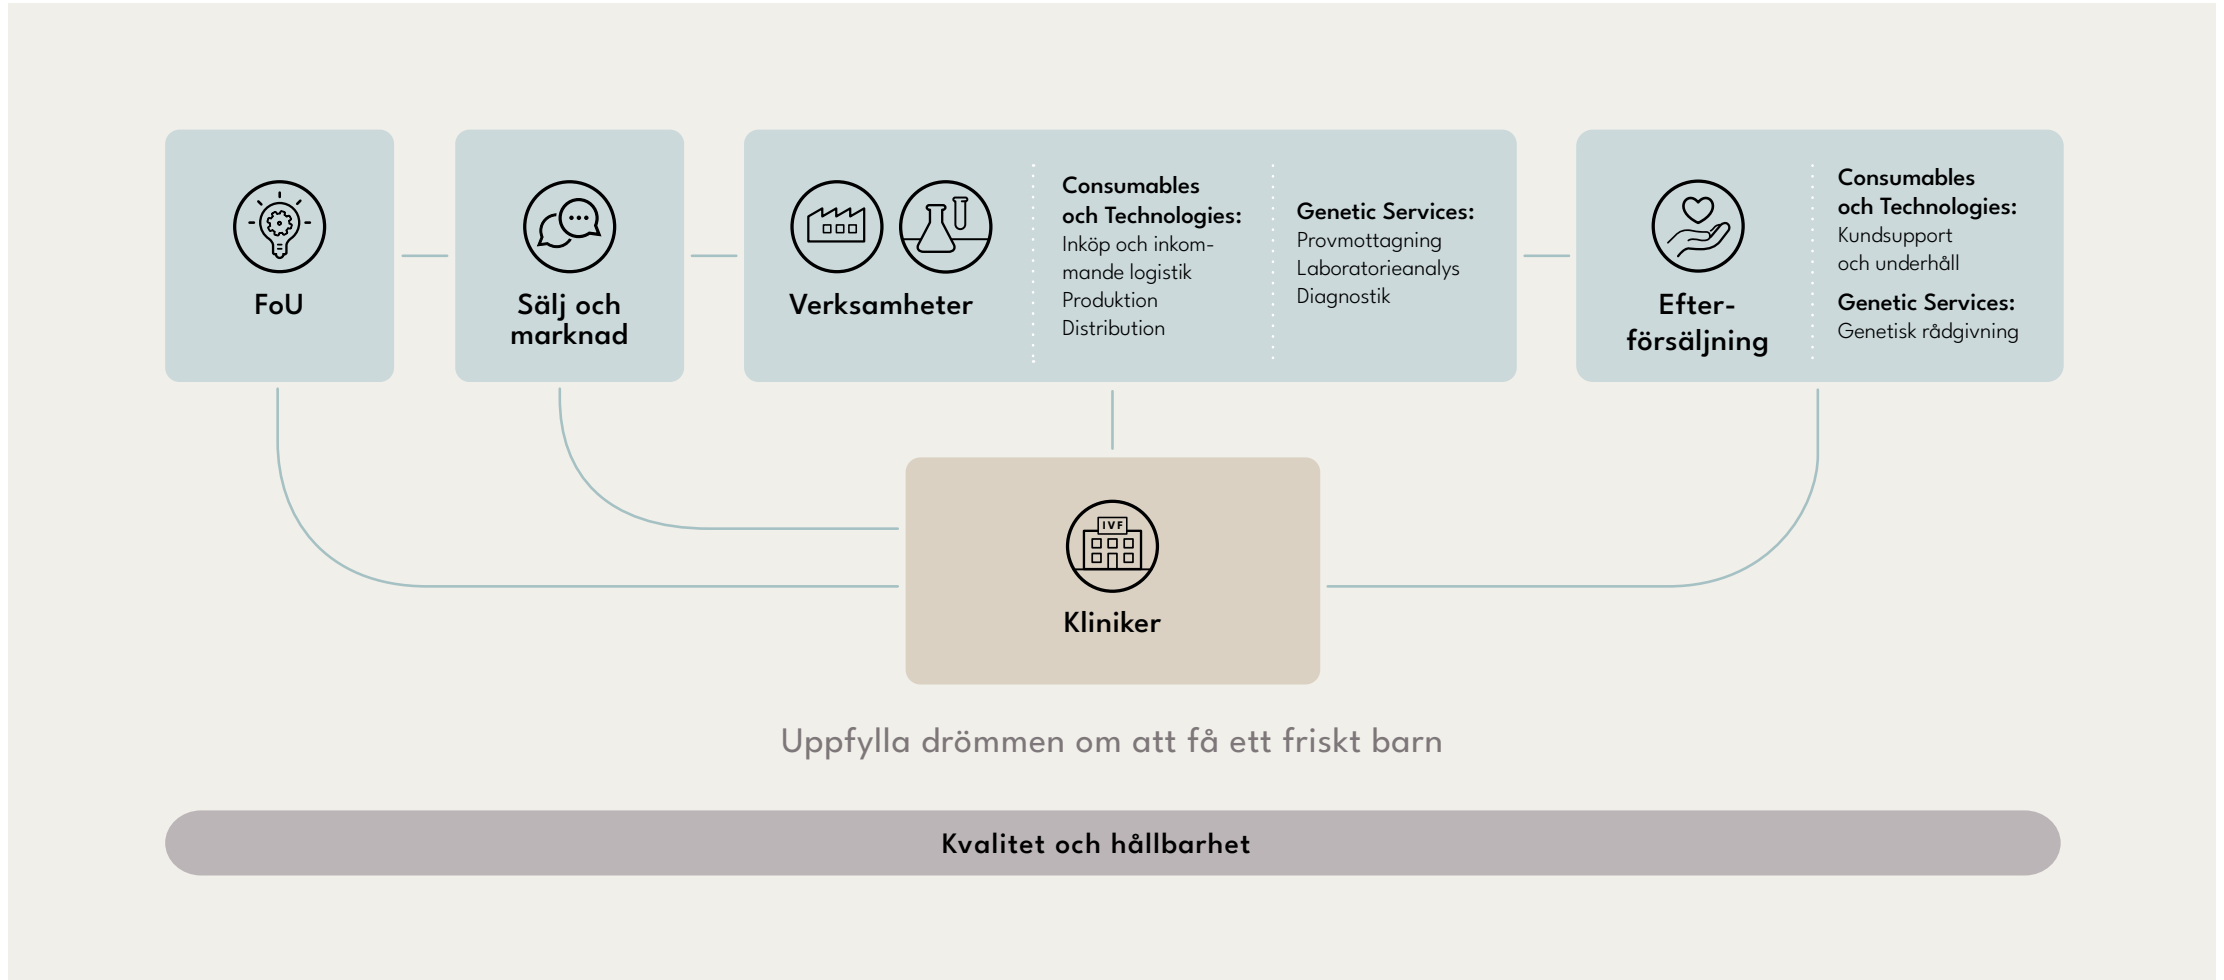 FoU
Sälj och
marknad
Verksamheter
Consumables
och Technologies:
Inköp och inkom-
mande logistik
Produktion
Distribution
Genetic Services:
Provmottagning
Laboratorieanalys
Diagnostik
Efter-
försäljning
Consumables
och Technologies:
Kundsupport
och underhåll
Genetic Services:
Genetisk rådgivning
IVF
Kliniker
Uppfylla drömmen om att få ett friskt barn
Kvalitet och hållbarhet